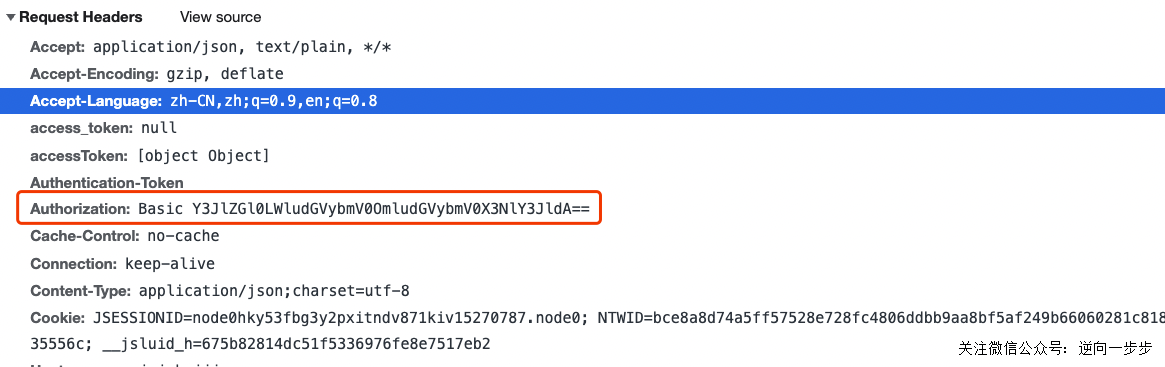 ▼Request Headers View source
Accept: application/json, text/plain, */*
Accept-Encoding: gzip, deflate
Accept-Language: zh-CN,zh;q=0.9,en;q=0.8
access_token: null
accessToken: [object Object]
Authentication-Token
Authorization: Basic Y3JlZGl0LWludGVybmV0OmludGVybmV0X3NlY3JldA==
Cache-Control: no-cache
Connection: keep-alive
Content-Type: application/json;charset=utf-8
Cookie: JSESSIONID=node0hky53fbg3y2pxitndv871kiv15270787.node0; NTWID=bce8a8d74a5ff57528e728fc4806ddbb9aa8bf5af249b66060281c818
35556c; __jsluid_h=675b82814dc51f5336976fe8e7517eb2
关注微信公众号：逆向一步步